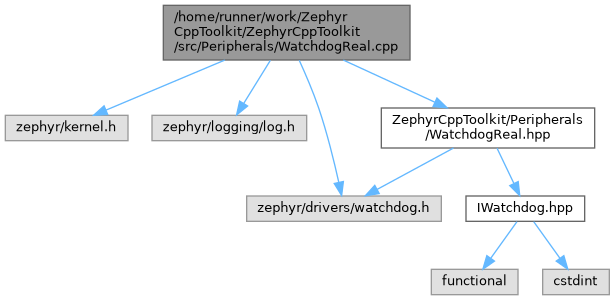 /home/runner/work/Zephyr
CppToolkit/ZephyrCppToolkit
/src/Peripherals/WatchdogReal.cpp
zephyr/kernel.h
zephyr/logging/log.h
ZephyrCppToolkit/Peripherals
/WatchdogReal.hpp
zephyr/drivers/watchdog.h
IWatchdog.hpp
functional
cstdint